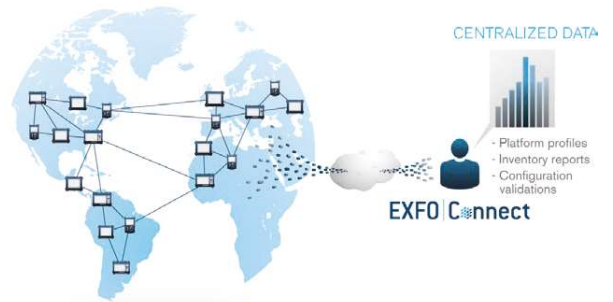 CENTRALIZED DATA
· Platform profiles
· Inventory reports
· Configuration
validations
EXFO Connect